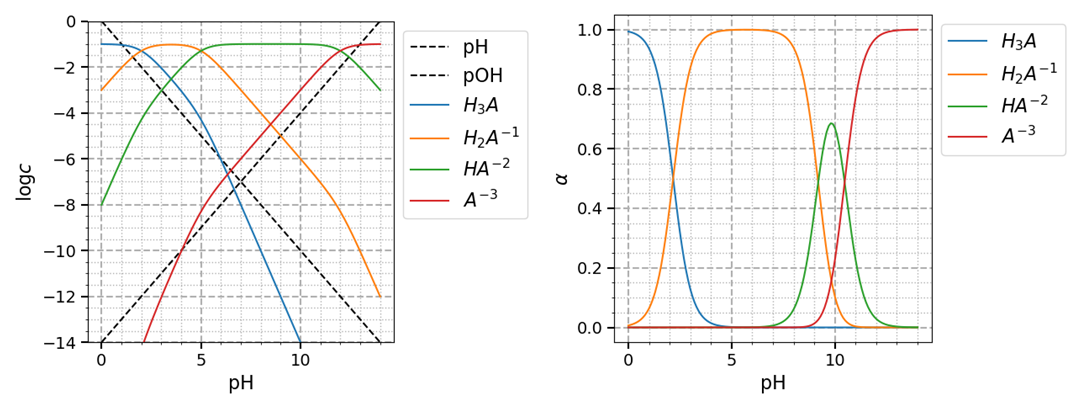 0
−2
−4
−6
−8
−10
−12
−14
logc
0 5 10
pH
pH
pOH
H₃A
H₂A⁻¹
HA⁻²
A⁻³
1.0
0.8
0.6
0.4
0.2
0.0
α
0 5 10
pH
H₃A
H₂A⁻¹
HA⁻²
A⁻³